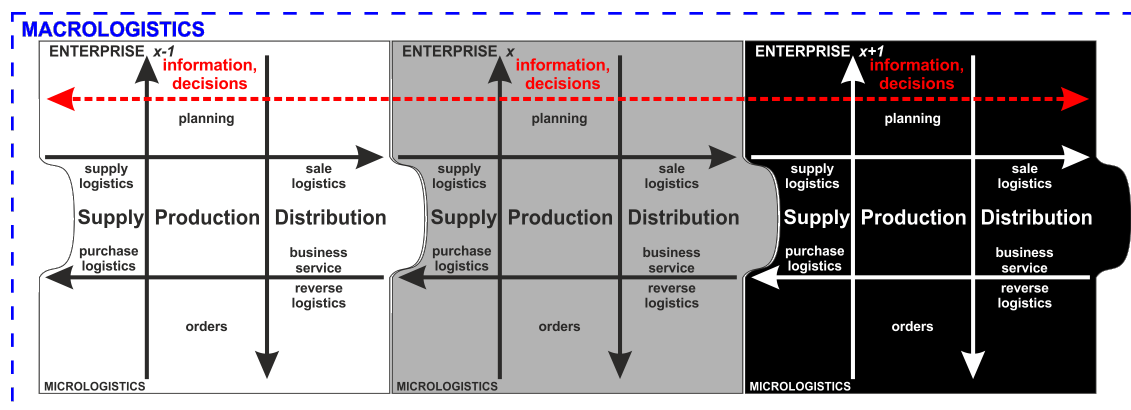 MACROLOGISTICS
ENTERPRISE x-1
information,
decisions
planning
supply
logistics
sale
logistics
Supply
Production
Distribution
purchase
logistics
business
service
reverse
logistics
orders
MICROLOGISTICS
ENTERPRISE x
information,
decisions
planning
supply
logistics
sale
logistics
Supply
Production
Distribution
purchase
logistics
business
service
reverse
logistics
orders
MICROLOGISTICS
ENTERPRISE x+1
information,
decisions
planning
supply
logistics
sale
logistics
Supply
Production
Distribution
purchase
logistics
business
service
reverse
logistics
orders
MICROLOGISTICS